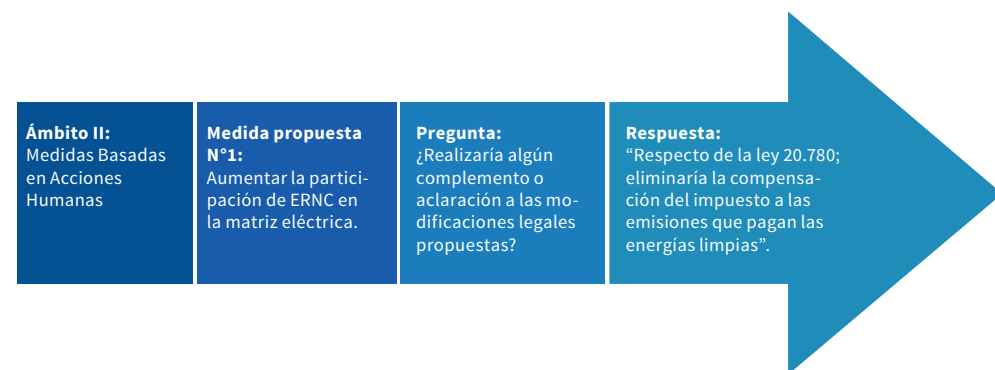 Ámbito II:
Medidas Basadas
en Acciones
Humanas
Medida propuesta
N°1:
Aumentar la partici-
pación de ERNC en
la matriz eléctrica.
Pregunta:
¿Realizaría algún
complemento o
aclaración a las mo-
dificaciones legales
propuestas?
Respuesta:
“Respecto de la ley 20.780;
eliminaría la compensa-
ción del impuesto a las
emisiones que pagan las
energías limpias”.